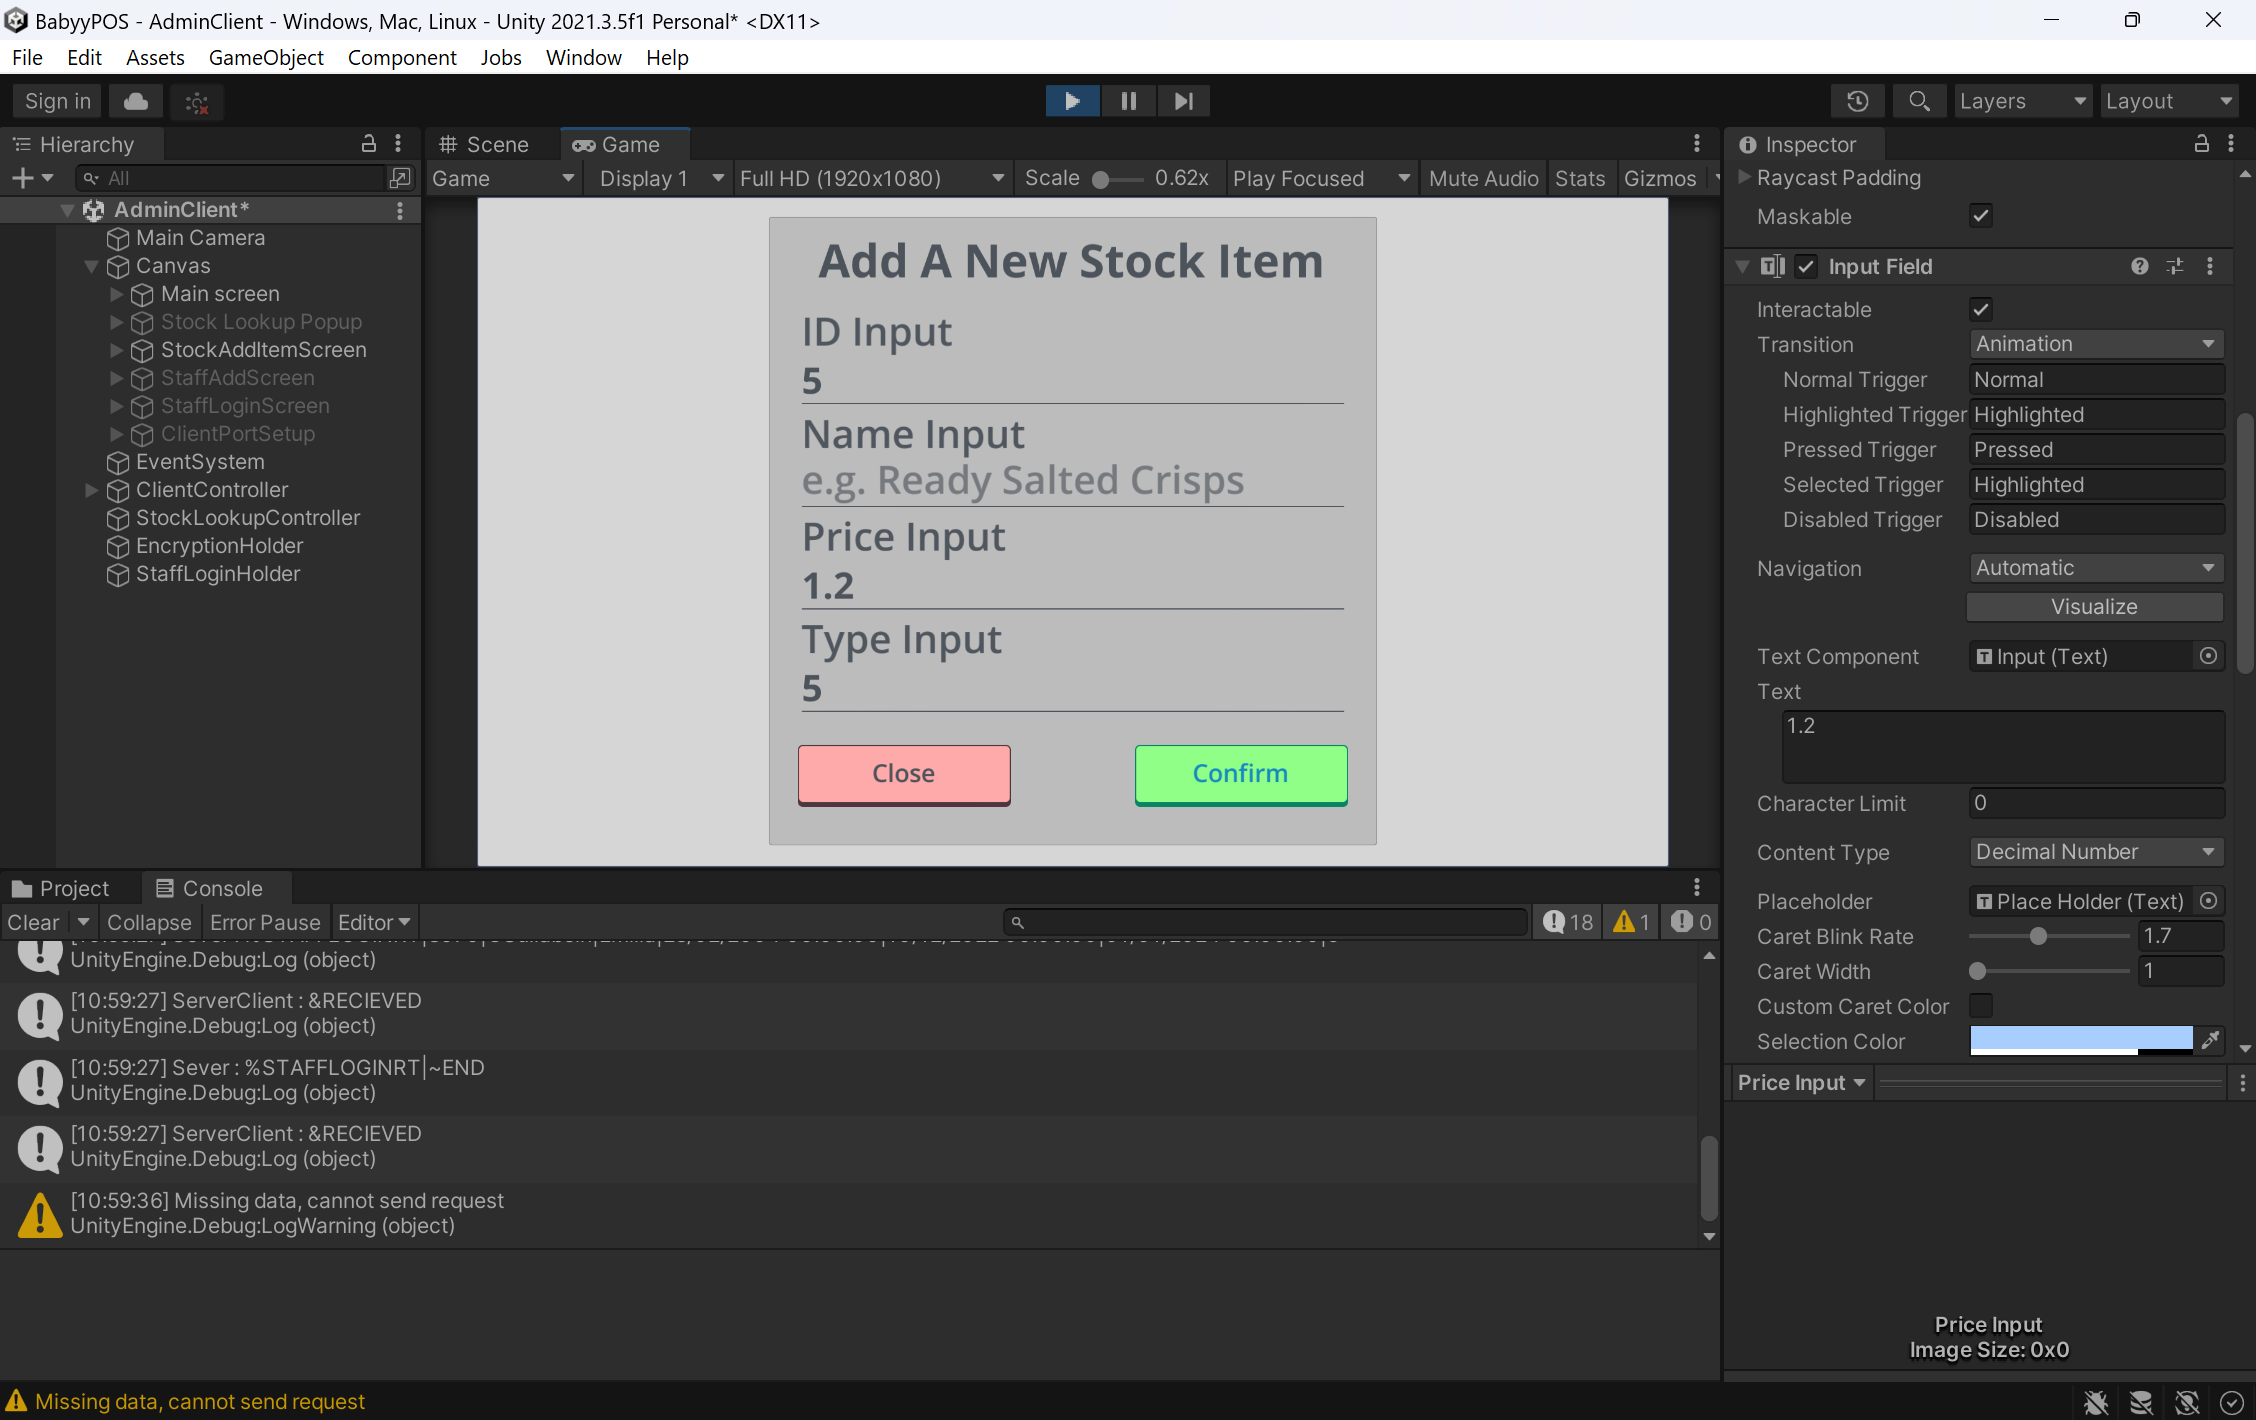 BabyyPOS - AdminClient - Windows, Mac, Linux - Unity 2021.3.5f1 Personal* <DX11>
File Edit Assets GameObject Component Jobs Window Help
Sign in
Layers Layout
Hierarchy
All
AdminClient*
Main Camera
Canvas
Main screen
Stock Lookup Popup
StockAddItemScreen
StaffAddScreen
StaffLoginScreen
ClientPortSetup
EventSystem
ClientController
StockLookupController
EncryptionHolder
StaffLoginHolder
Scene Game
Game Display 1 Full HD (1920x1080) Scale 0.62x Play Focused Mute Audio Stats Gizmos
Add A New Stock Item
ID Input
5
Name Input
e.g. Ready Salted Crisps
Price Input
1.2
Type Input
5
Close Confirm
Project Console
Clear Collapse Error Pause Editor 18 1 0
UnityEngine.Debug:Log (object)
[10:59:27] ServerClient : &RECIEVED
UnityEngine.Debug:Log (object)
[10:59:27] Sever : %STAFFLOGINRT|~END
UnityEngine.Debug:Log (object)
[10:59:27] ServerClient : &RECIEVED
UnityEngine.Debug:Log (object)
[10:59:36] Missing data, cannot send request
UnityEngine.Debug:LogWarning (object)
Inspector
Raycast Padding
Maskable
Input Field
Interactable
Transition Animation
Normal Trigger Normal
Highlighted Trigger Highlighted
Pressed Trigger Pressed
Selected Trigger Highlighted
Disabled Trigger Disabled
Navigation Automatic
Visualize
Text Component Input (Text)
Text
1.2
Character Limit 0
Content Type Decimal Number
Placeholder Place Holder (Text)
Caret Blink Rate 1.7
Caret Width 1
Custom Caret Color
Selection Color
Price Input
Price Input
Image Size: 0x0
Missing data, cannot send request